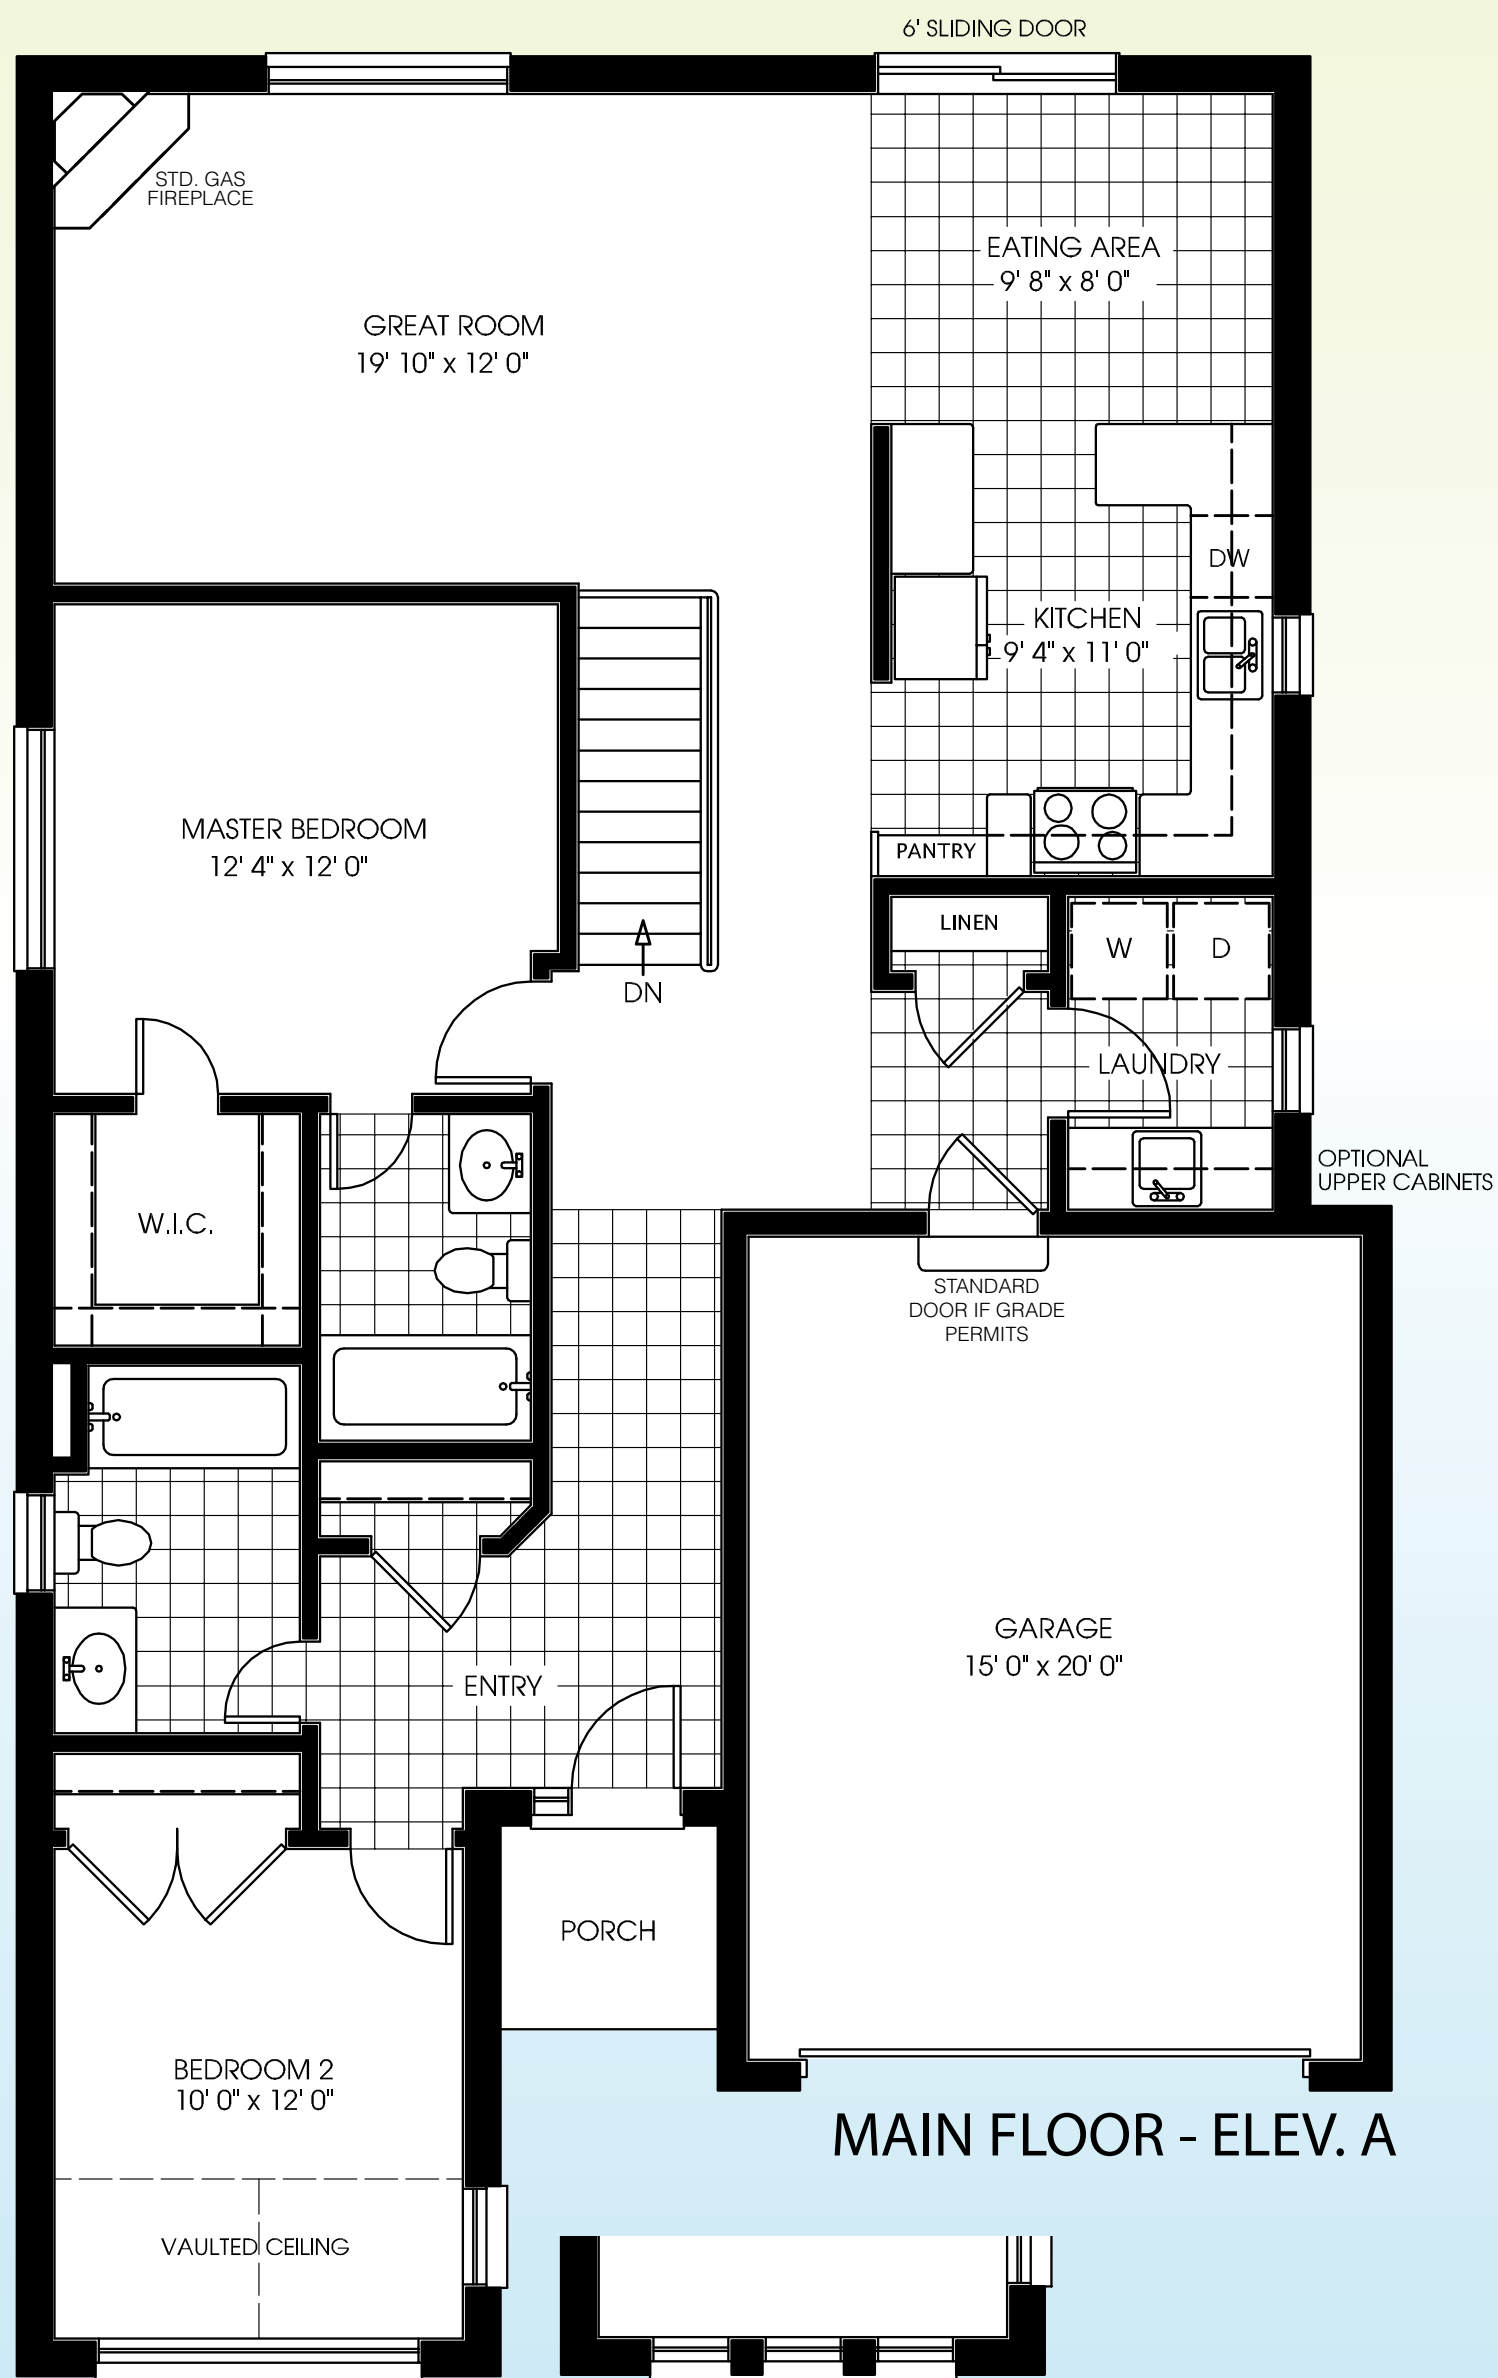 6' SLIDING DOOR
STD. GAS
FIREPLACE
EATING AREA
9' 8" x 8' 0"
GREAT ROOM
19' 10" x 12' 0"
DW
KITCHEN
9' 4" x 11' 0"
MASTER BEDROOM
12' 4" x 12' 0"
PANTRY
LINEN
W
D
DN
LAUNDRY
OPTIONAL
UPPER CABINETS
W.I.C.
STANDARD
DOOR IF GRADE
PERMITS
GARAGE
15' 0" x 20' 0"
ENTRY
PORCH
BEDROOM 2
10' 0" x 12' 0"
MAIN FLOOR - ELEV. A
VAULTED CEILING